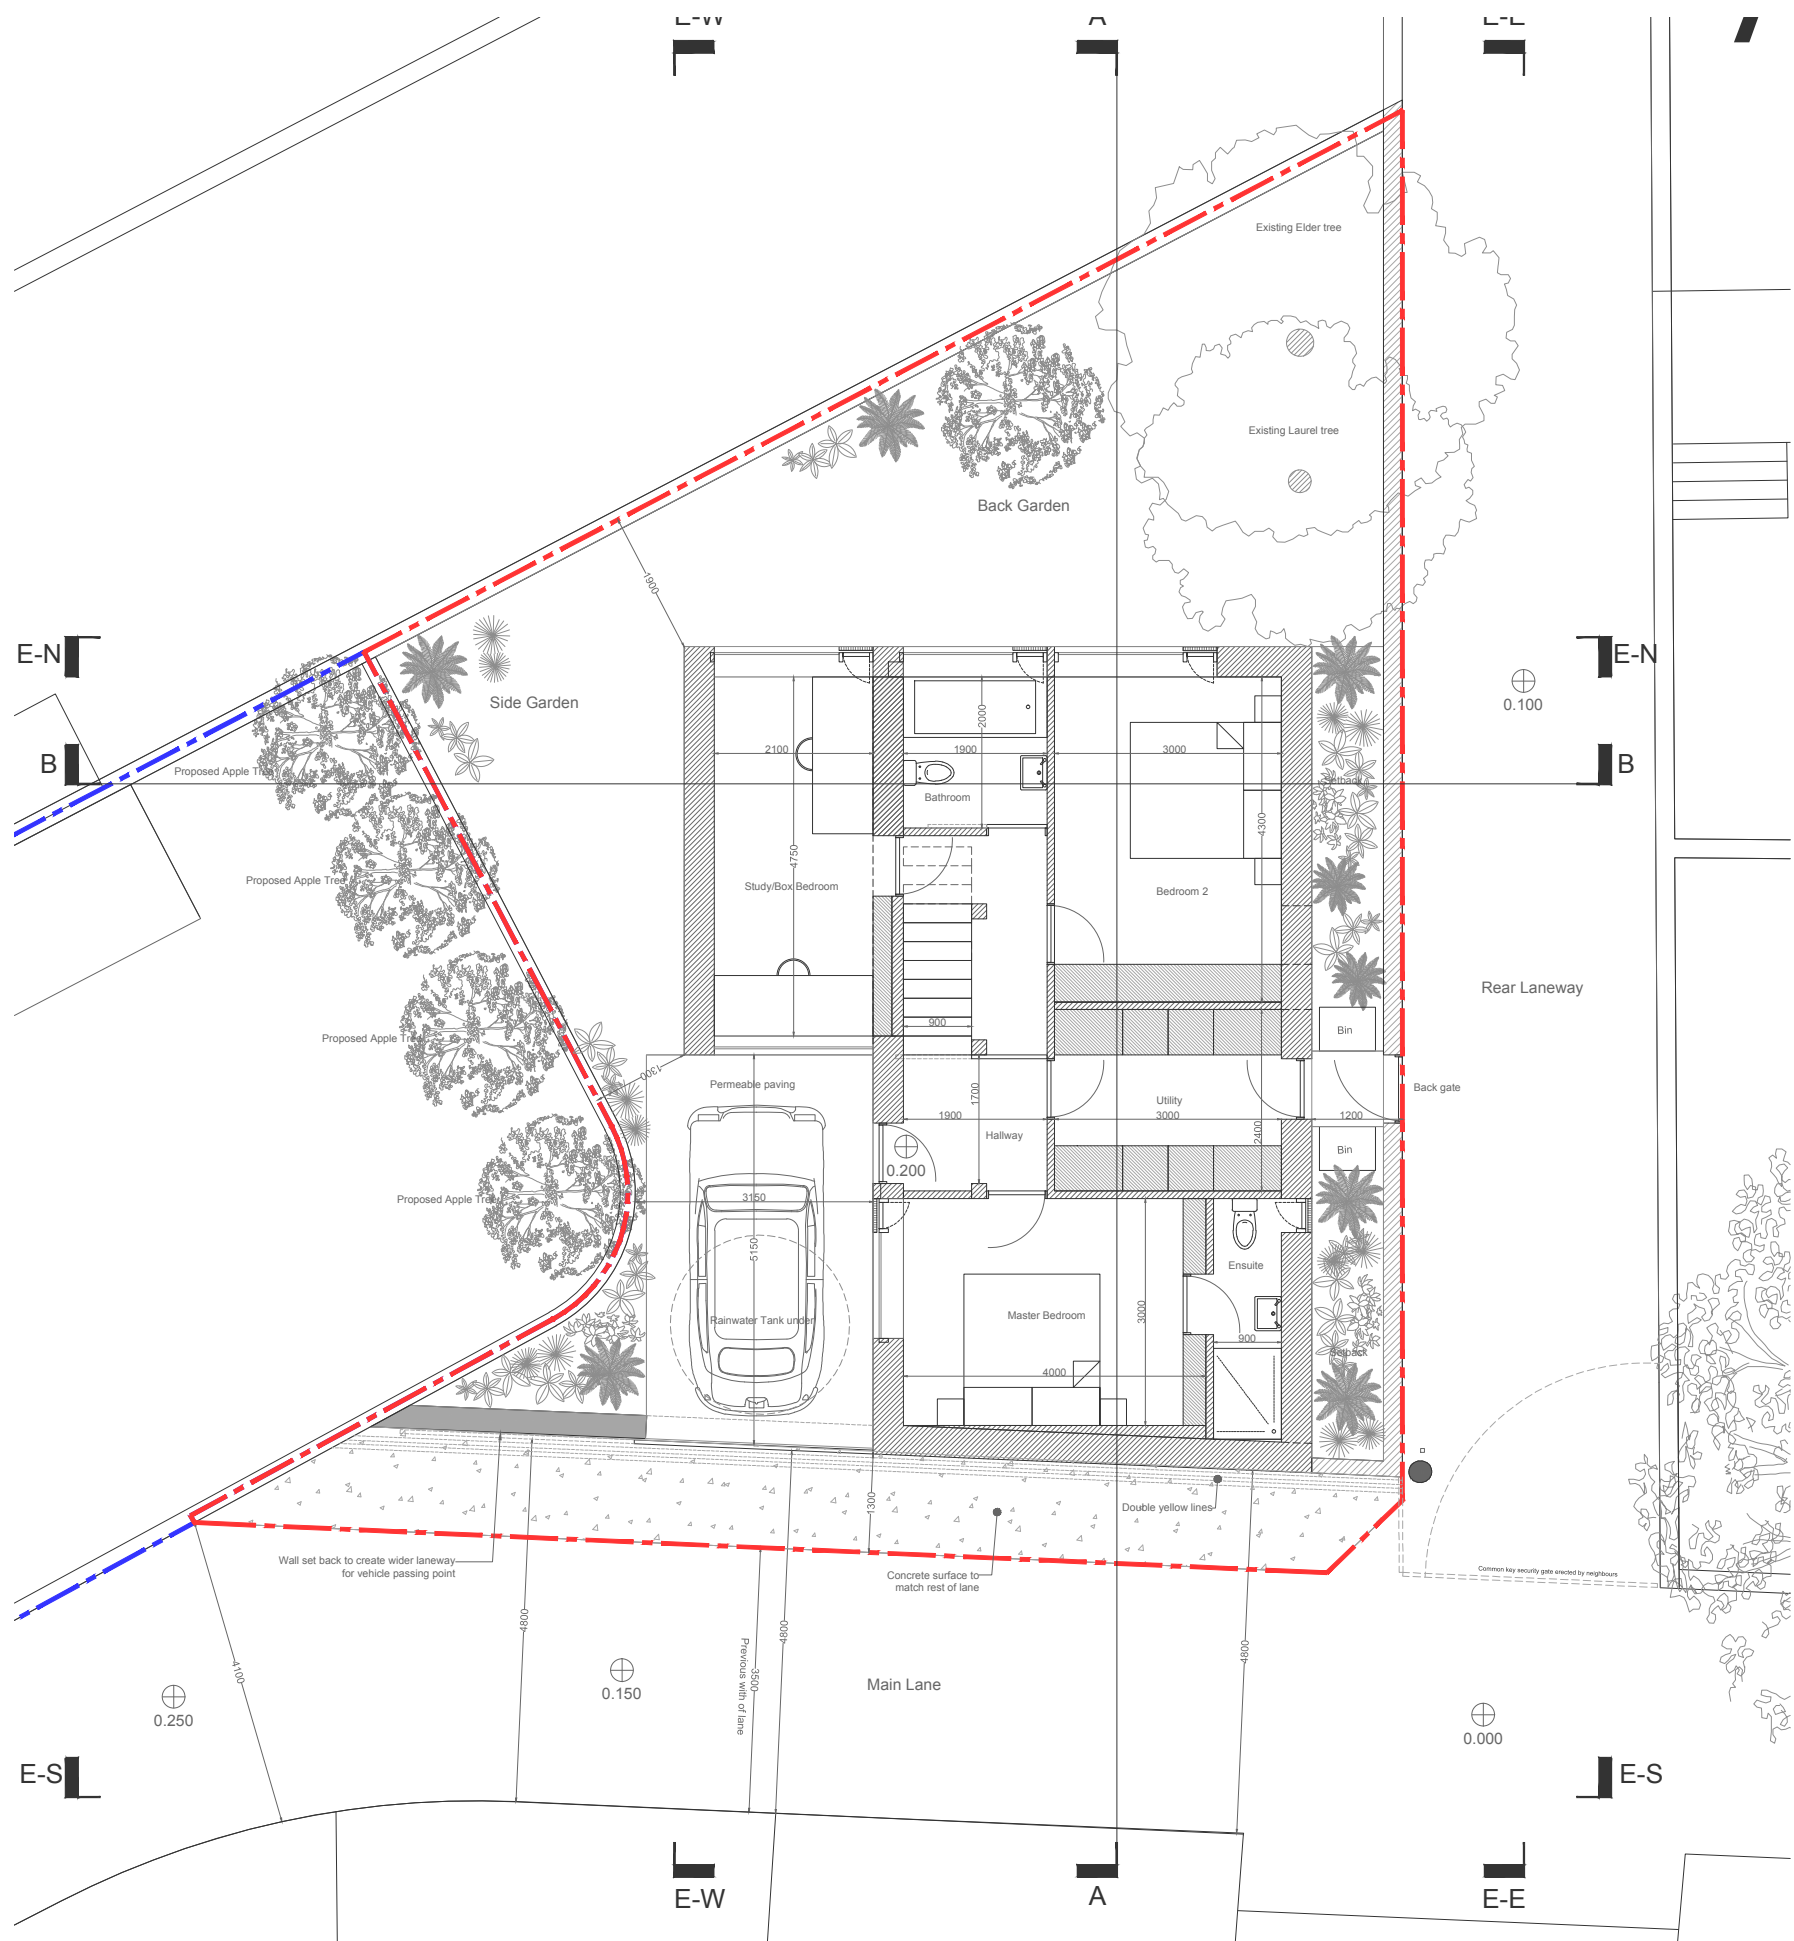 E-W
A
E-E
Existing Elder tree
Existing Laurel tree
Back Garden
1900
E-N
E-N
Side Garden
0.100
2000
2100
1900
3000
B
B
Proposed Apple Tree
Setback
Bathroom
4300
4750
Proposed Apple Tree
Study/Box Bedroom
Bedroom 2
Rear Laneway
900
Bin
Proposed Apple Tree
1300
Permeable paving
1700
Back gate
Utility
1900
3000
1200
Hallway
2400
0.200
Bin
Proposed Apple Tree
3150
5150
Ensuite
Rainwater Tank under
Master Bedroom
3000
900
Setback
4000
1300
Double yellow lines
Wall set back to create wider laneway
for vehicle passing point
Concrete surface to
match rest of lane
Common key security gate erected by neighbours
4800
4800
4800
4100
3500
Previous with of lane
Main Lane
0.150
0.250
0.000
E-S
E-S
E-W
A
E-E